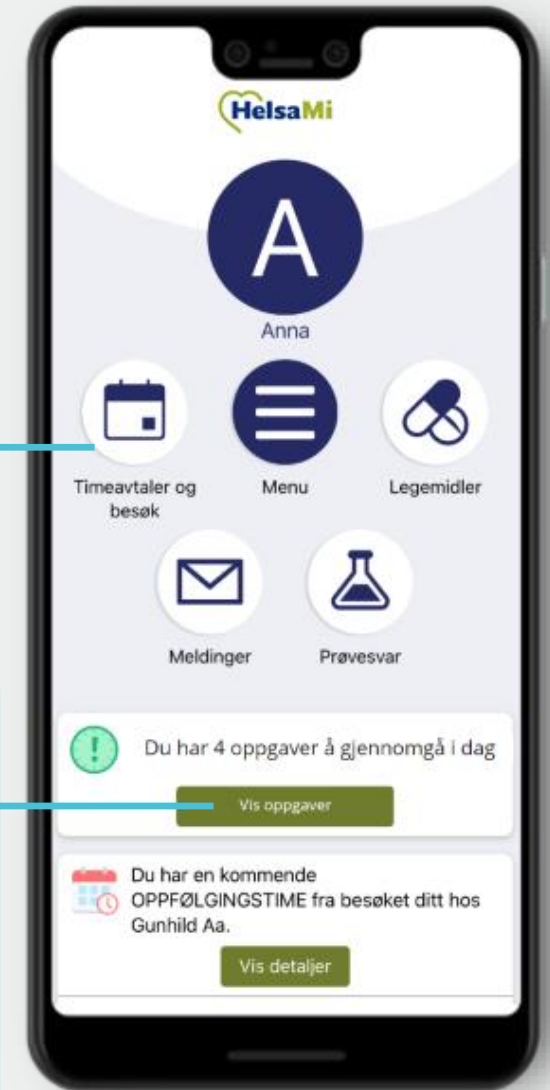 HelsaMi
A
Anna
Timeavtaler og
besøk
Menu
Legemidler
Meldinger
Prøvesvar
Du har 4 oppgaver å gjennomgå i dag
Vis oppgaver
Du har en kommende
OPPFØLGINGSTIME fra besøket ditt hos
Gunhild Aa.
Vis detaljer